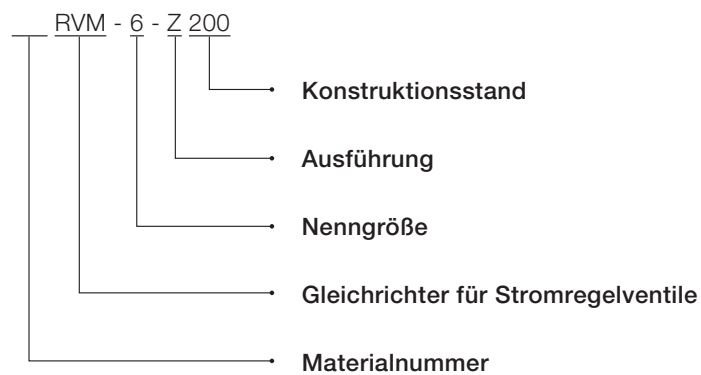 RVM - 6 - Z 200
Konstruktionsstand
Ausführung
Nenngröße
Gleichrichter für Stromregelventile
Materialnummer